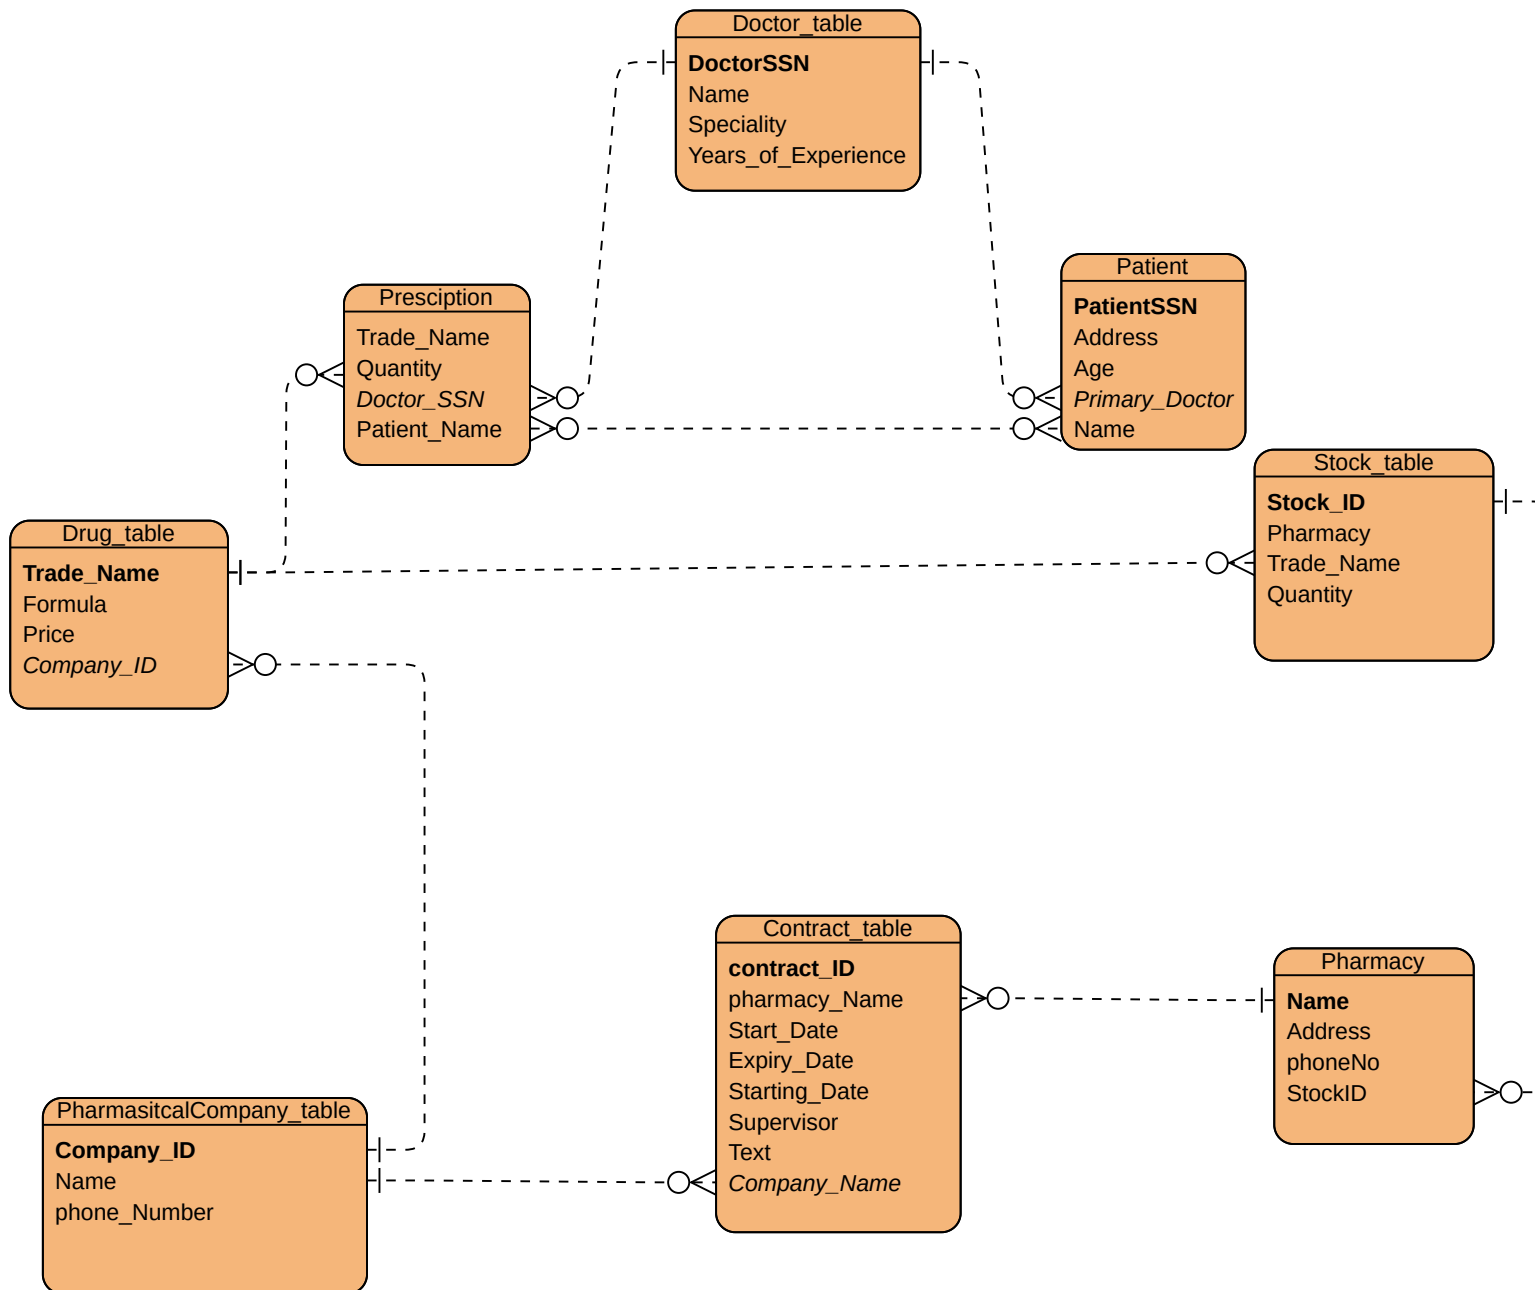 Doctor_table
DoctorSSN
Name
Speciality
Years_of_Experience
Presciption
Trade_Name
Quantity
Doctor_SSN
Patient_Name
Patient
PatientSSN
Address
Age
Primary_Doctor
Name
Stock_table
Stock_ID
Pharmacy
Trade_Name
Quantity
Drug_table
Trade_Name
Formula
Price
Company_ID
Contract_table
contract_ID
pharmacy_Name
Start_Date
Expiry_Date
Starting_Date
Supervisor
Text
Company_Name
Pharmacy
Name
Address
phoneNo
StockID
PharmasitcalCompany_table
Company_ID
Name
phone_Number